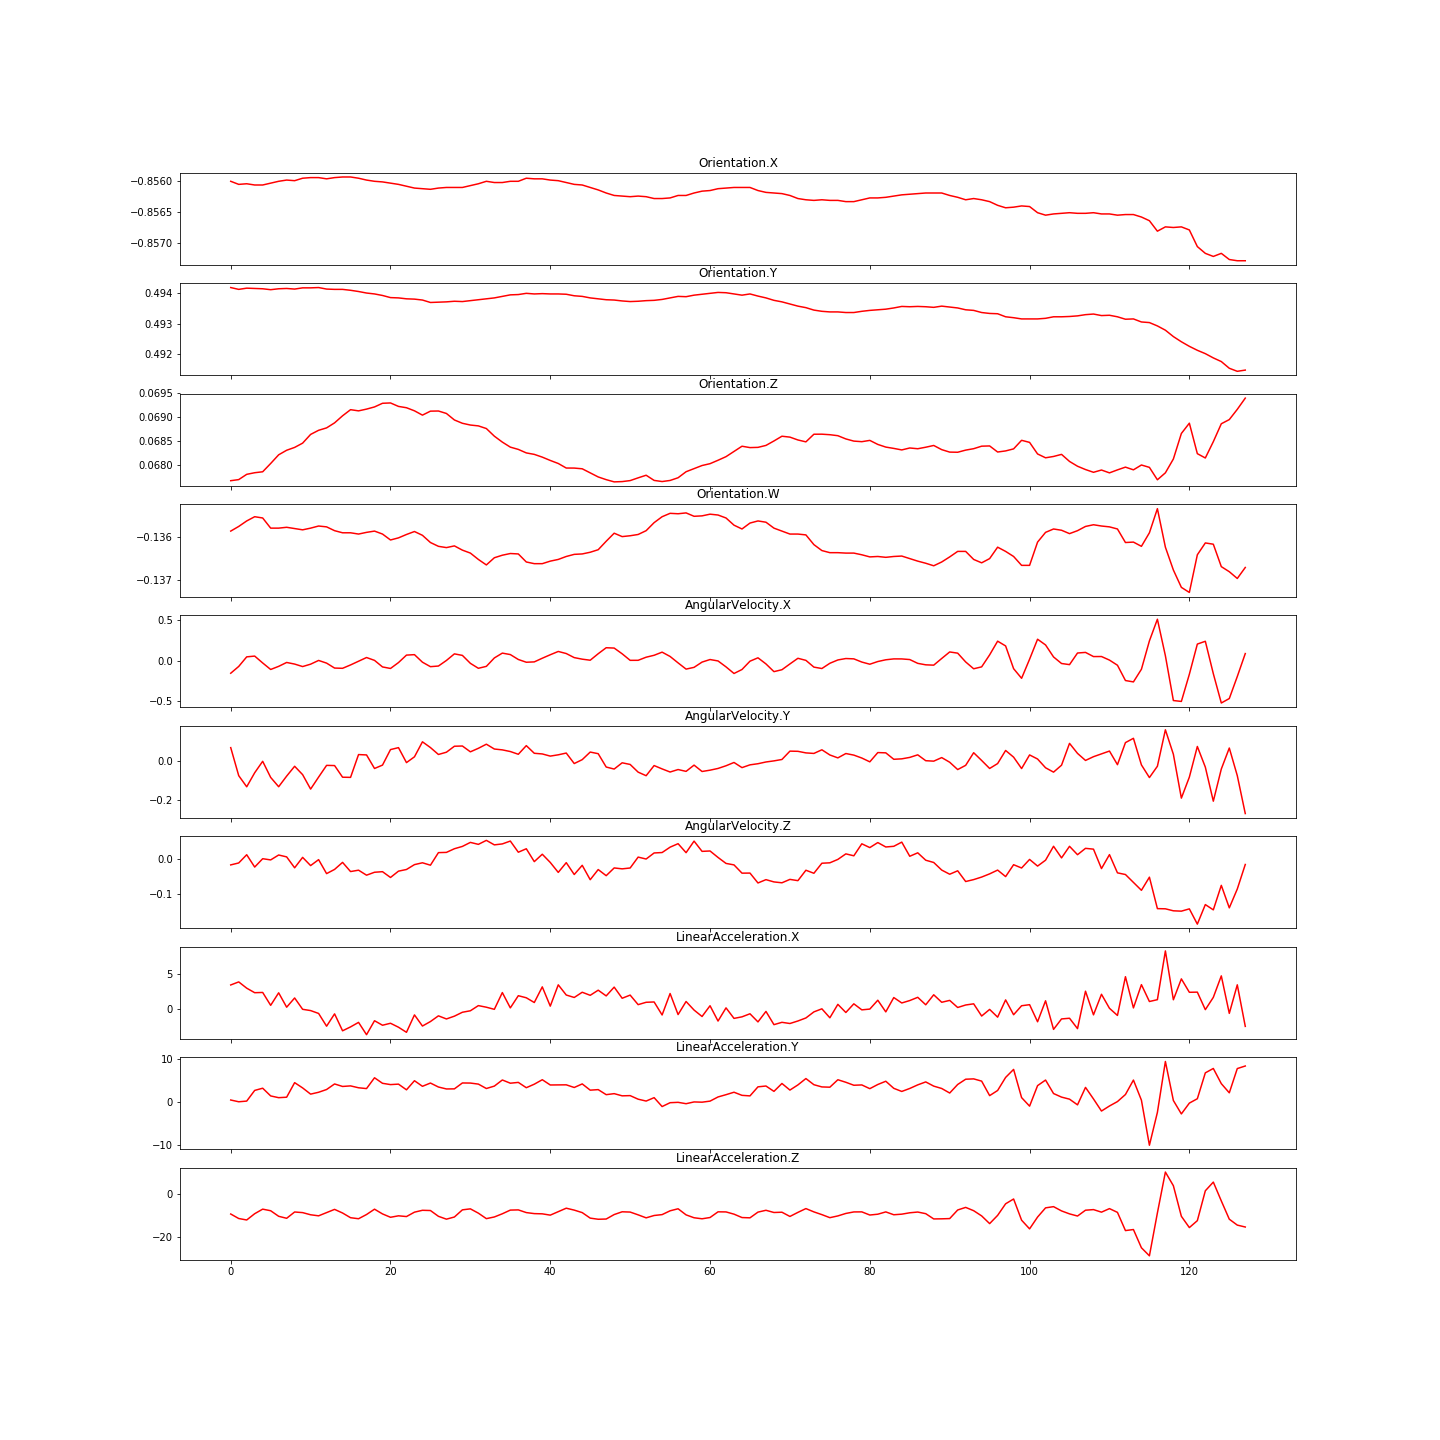 Orientation.X
−0.8560
−0.8565
−0.8570
Orientation.Y
0.494
0.493
0.492
Orientation.Z
0.0695
0.0690
0.0685
0.0680
Orientation.W
−0.136
−0.137
AngularVelocity.X
0.5
0.0
−0.5
AngularVelocity.Y
0.0
−0.2
AngularVelocity.Z
0.0
−0.1
LinearAcceleration.X
5
0
LinearAcceleration.Y
10
0
−10
LinearAcceleration.Z
0
−20
0 20 40 60 80 100 120